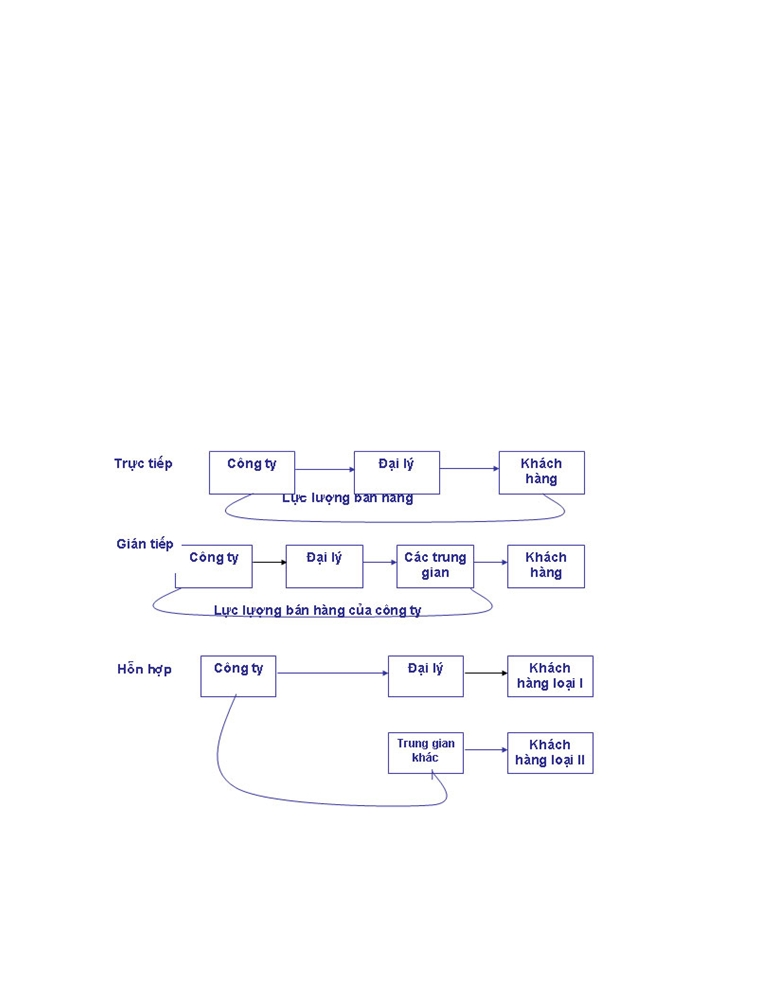 Trực tiếp
Công ty
Đại lý
Khách
hàng
Lực lượng bán hàng
Gián tiếp
Công ty
Đại lý
Các trung
gian
Khách
hàng
Lực lượng bán hàng của công ty
Hỗn hợp
Công ty
Đại lý
Khách
hàng loại I
Trung gian
khác
Khách
hàng loại II